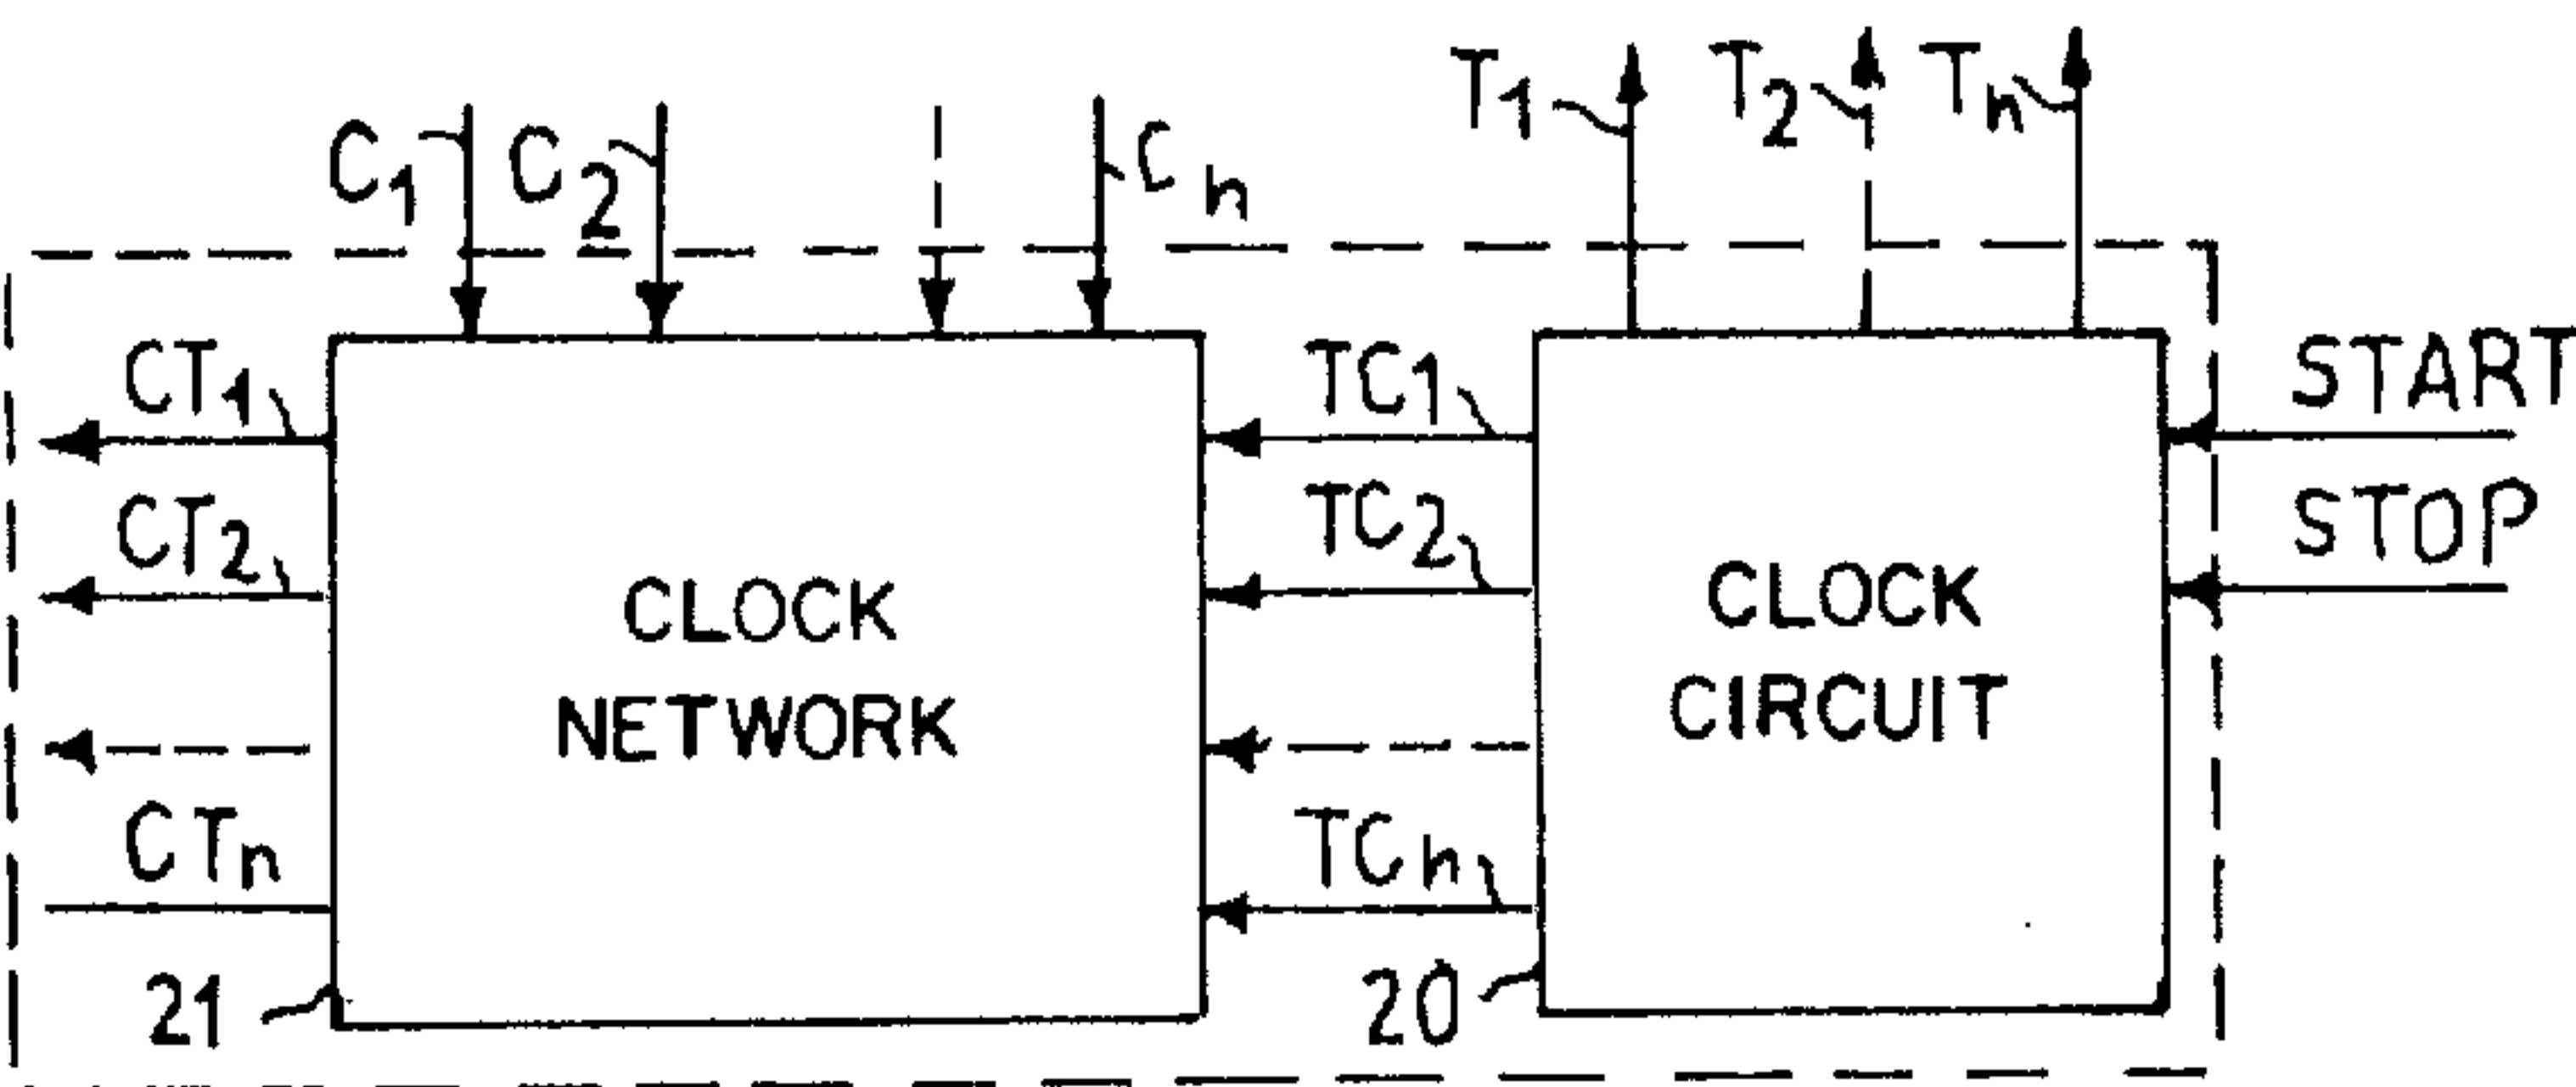 C1 C2 Cn T1 T2 Tn
CT1 TC1 START
CT2 TC2 STOP
CLOCK NETWORK
CLOCK CIRCUIT
CTn TCn
21 20